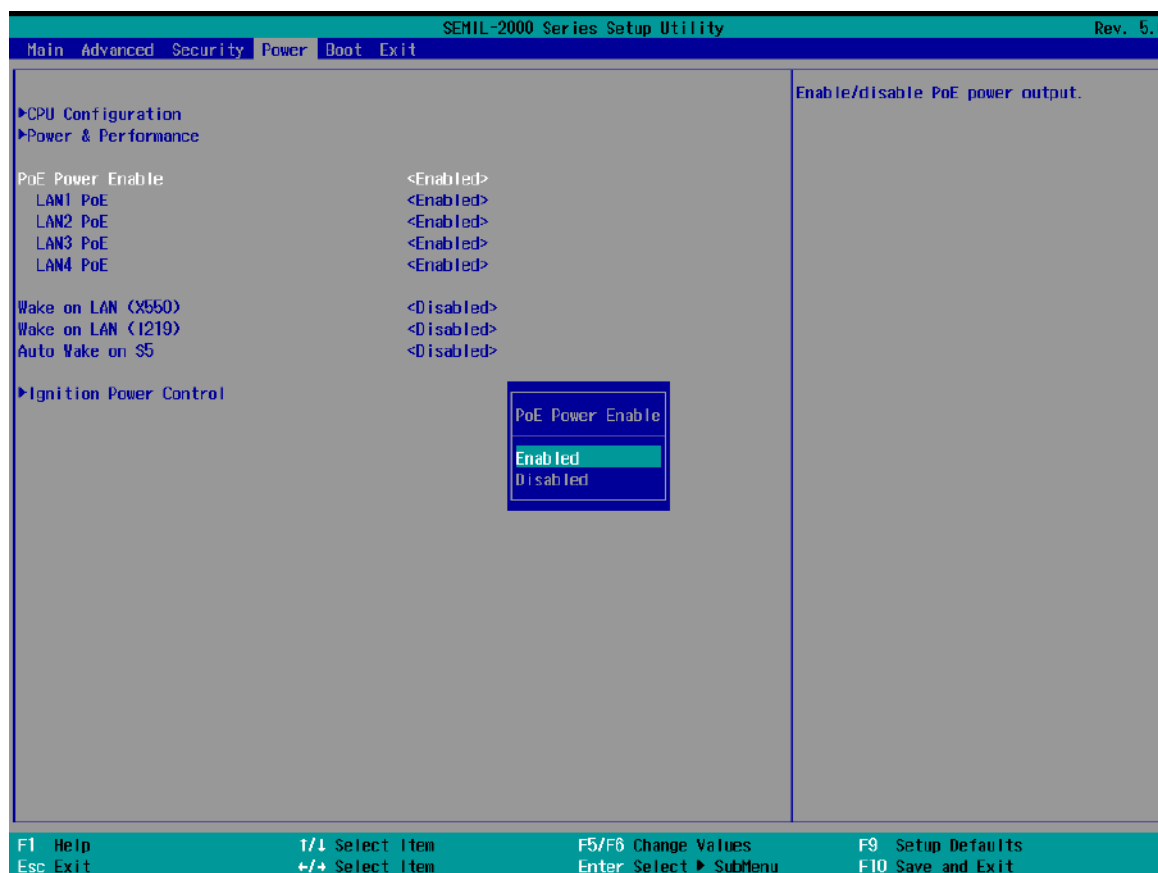 SEMIL-2000 Series Setup Utility Rev. 5.
Main Advanced Security Power Boot Exit
Enable/disable PoE power output.
▶CPU Configuration
▶Power & Performance
PoE Power Enable <Enabled>
LAN1 PoE <Enabled>
LAN2 PoE <Enabled>
LAN3 PoE <Enabled>
LAN4 PoE <Enabled>
Wake on LAN (X550) <Disabled>
Wake on LAN (I219) <Disabled>
Auto Wake on S5 <Disabled>
▶Ignition Power Control
PoE Power Enable
Enabled
Disabled
F1 Help ↑/↓ Select Item F5/F6 Change Values F9 Setup Defaults
Esc Exit ←/→ Select Item Enter Select ▶ SubMenu F10 Save and Exit